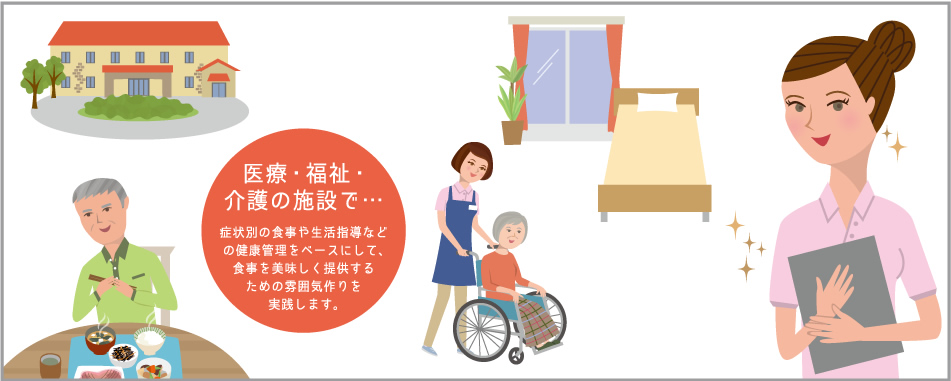 医療・福祉・
介護の施設で…
症状別の食事や生活指導など
の健康管理をベースにして、
食事を美味しく提供する
ための雰囲気作りを
実践します。